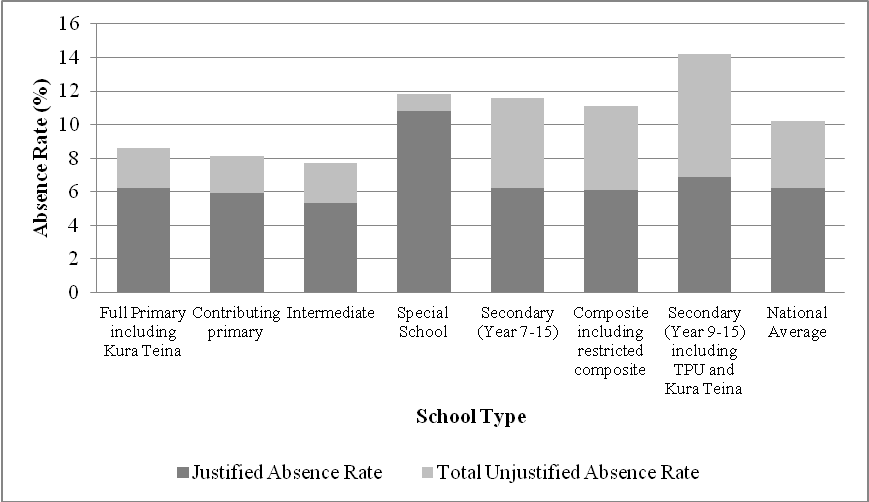 16
14
12
10
8
6
4
2
0
Absence Rate (%)
Full Primary
including
Kura Teina
Contributing
primary
Intermediate
Special
School
Secondary
(Year 7-15)
Composite
including
restricted
composite
Secondary
(Year 9-15)
including
TPU and
Kura Teina
National
Average
School Type
Justified Absence Rate
Total Unjustified Absence Rate